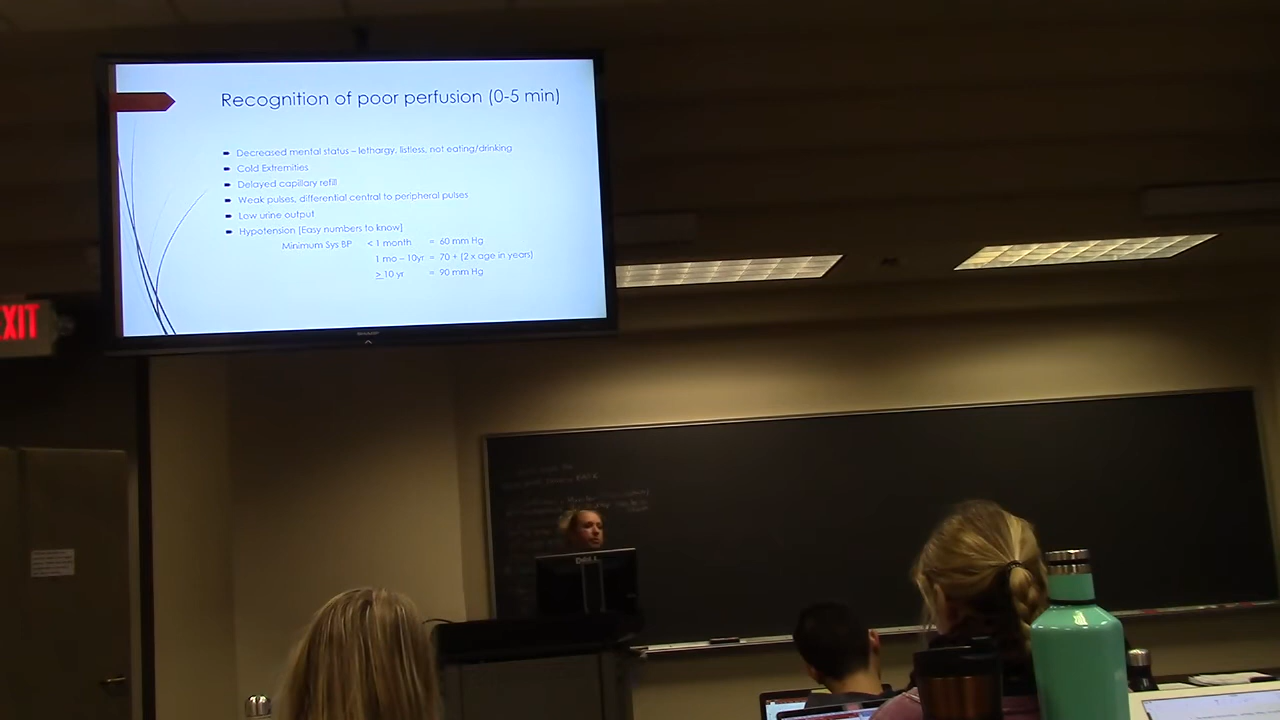 Recognition of poor perfusion (0-5 min)
Decreased mental status – lethargy, listless, not eating/drinking
Cold Extremities
Delayed capillary refill
Weak pulses, differential central to peripheral pulses
Low urine output
Hypotension [Easy numbers to know]
Minimum Sys BP < 1 month = 60 mm Hg
1 mo – 10yr = 70 + (2 x age in years)
≥ 10 yr = 90 mm Hg
SHARP
EXIT
DELL